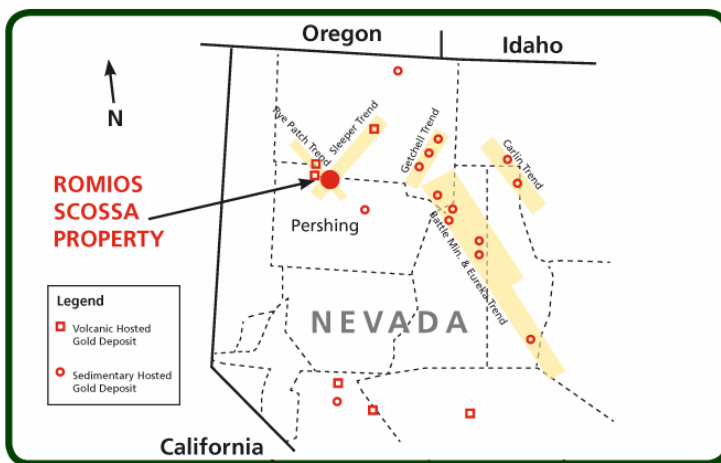 Oregon
Idaho
N
Rye Patch Trend
Sleeper Trend
Getchell Trend
Carlin Trend
ROMIOS
SCOSSA
PROPERTY
Pershing
Battle Mtn. & Eureka Trend
NEVADA
Legend
Volcanic Hosted
Gold Deposit
Sedimentary Hosted
Gold Deposit
California